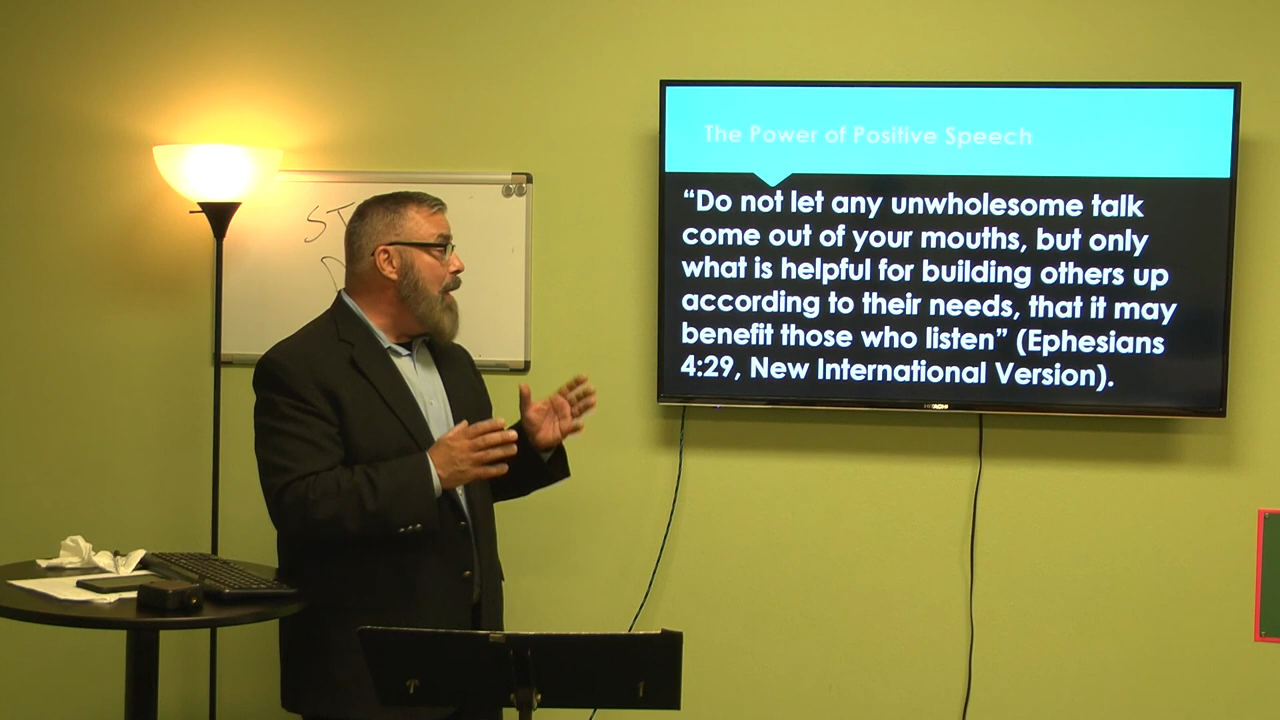 The Power of Positive Speech
“Do not let any unwholesome talk
come out of your mouths, but only
what is helpful for building others up
according to their needs, that it may
benefit those who listen” (Ephesians
4:29, New International Version).
HITACHI
ST